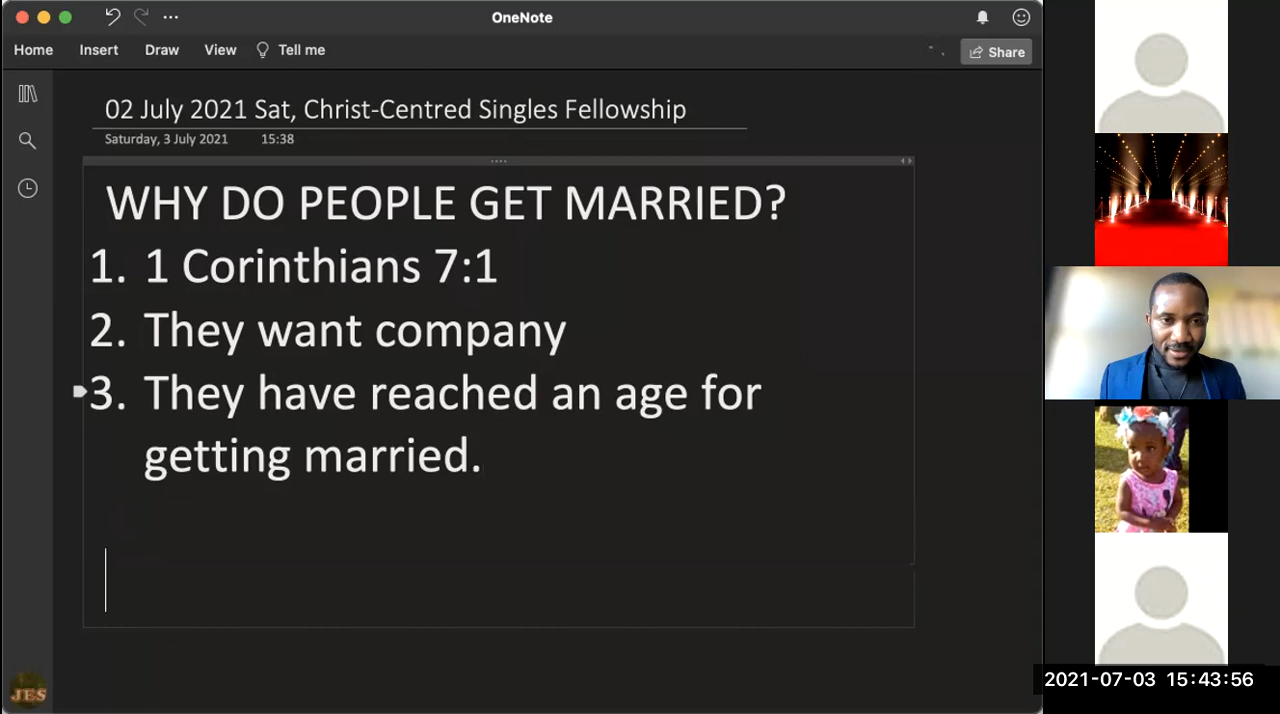 OneNote
Home Insert Draw View Tell me Share
02 July 2021 Sat, Christ-Centred Singles Fellowship
Saturday, 3 July 2021 15:38
WHY DO PEOPLE GET MARRIED?
1. 1 Corinthians 7:1
2. They want company
3. They have reached an age for
getting married.
JES
2021-07-03 15:43:56